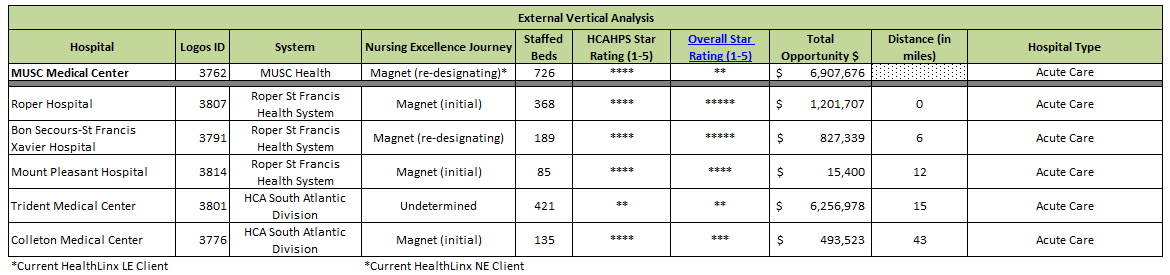 External Vertical Analysis
Hospital Logos ID System Nursing Excellence Journey Staffed Beds HCAHPS Star Rating (1-5) Overall Star Rating (1-5) Total Opportunity $ Distance (in miles) Hospital Type
MUSC Medical Center 3762 MUSC Health Magnet (re-designating)* 726 **** ** $ 6,907,676 Acute Care
Roper Hospital 3807 Roper St Francis Health System Magnet (initial) 368 **** ***** $ 1,201,707 0 Acute Care
Bon Secours-St Francis Xavier Hospital 3791 Roper St Francis Health System Magnet (re-designating) 189 **** ***** $ 827,339 6 Acute Care
Mount Pleasant Hospital 3814 Roper St Francis Health System Magnet (initial) 85 **** **** $ 15,400 12 Acute Care
Trident Medical Center 3801 HCA South Atlantic Division Undetermined 421 ** ** $ 6,256,978 15 Acute Care
Colleton Medical Center 3776 HCA South Atlantic Division Magnet (initial) 135 **** *** $ 493,523 43 Acute Care
*Current HealthLinx LE Client *Current HealthLinx NE Client